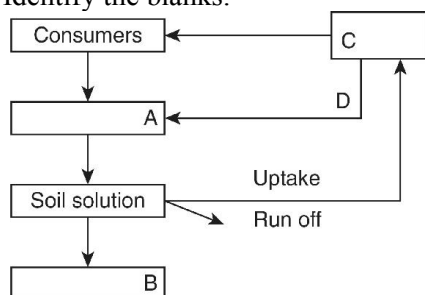 Identify the blanks.
Consumers
C
D
A
Uptake
Soil solution
Run off
B